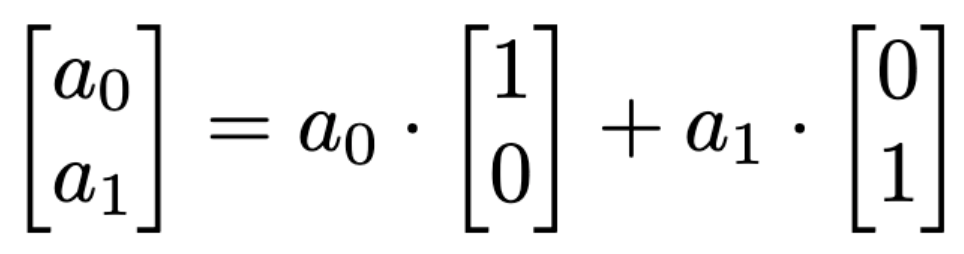 [a₀ a₁] = a₀ · [1 0] + a₁ · [0 1]